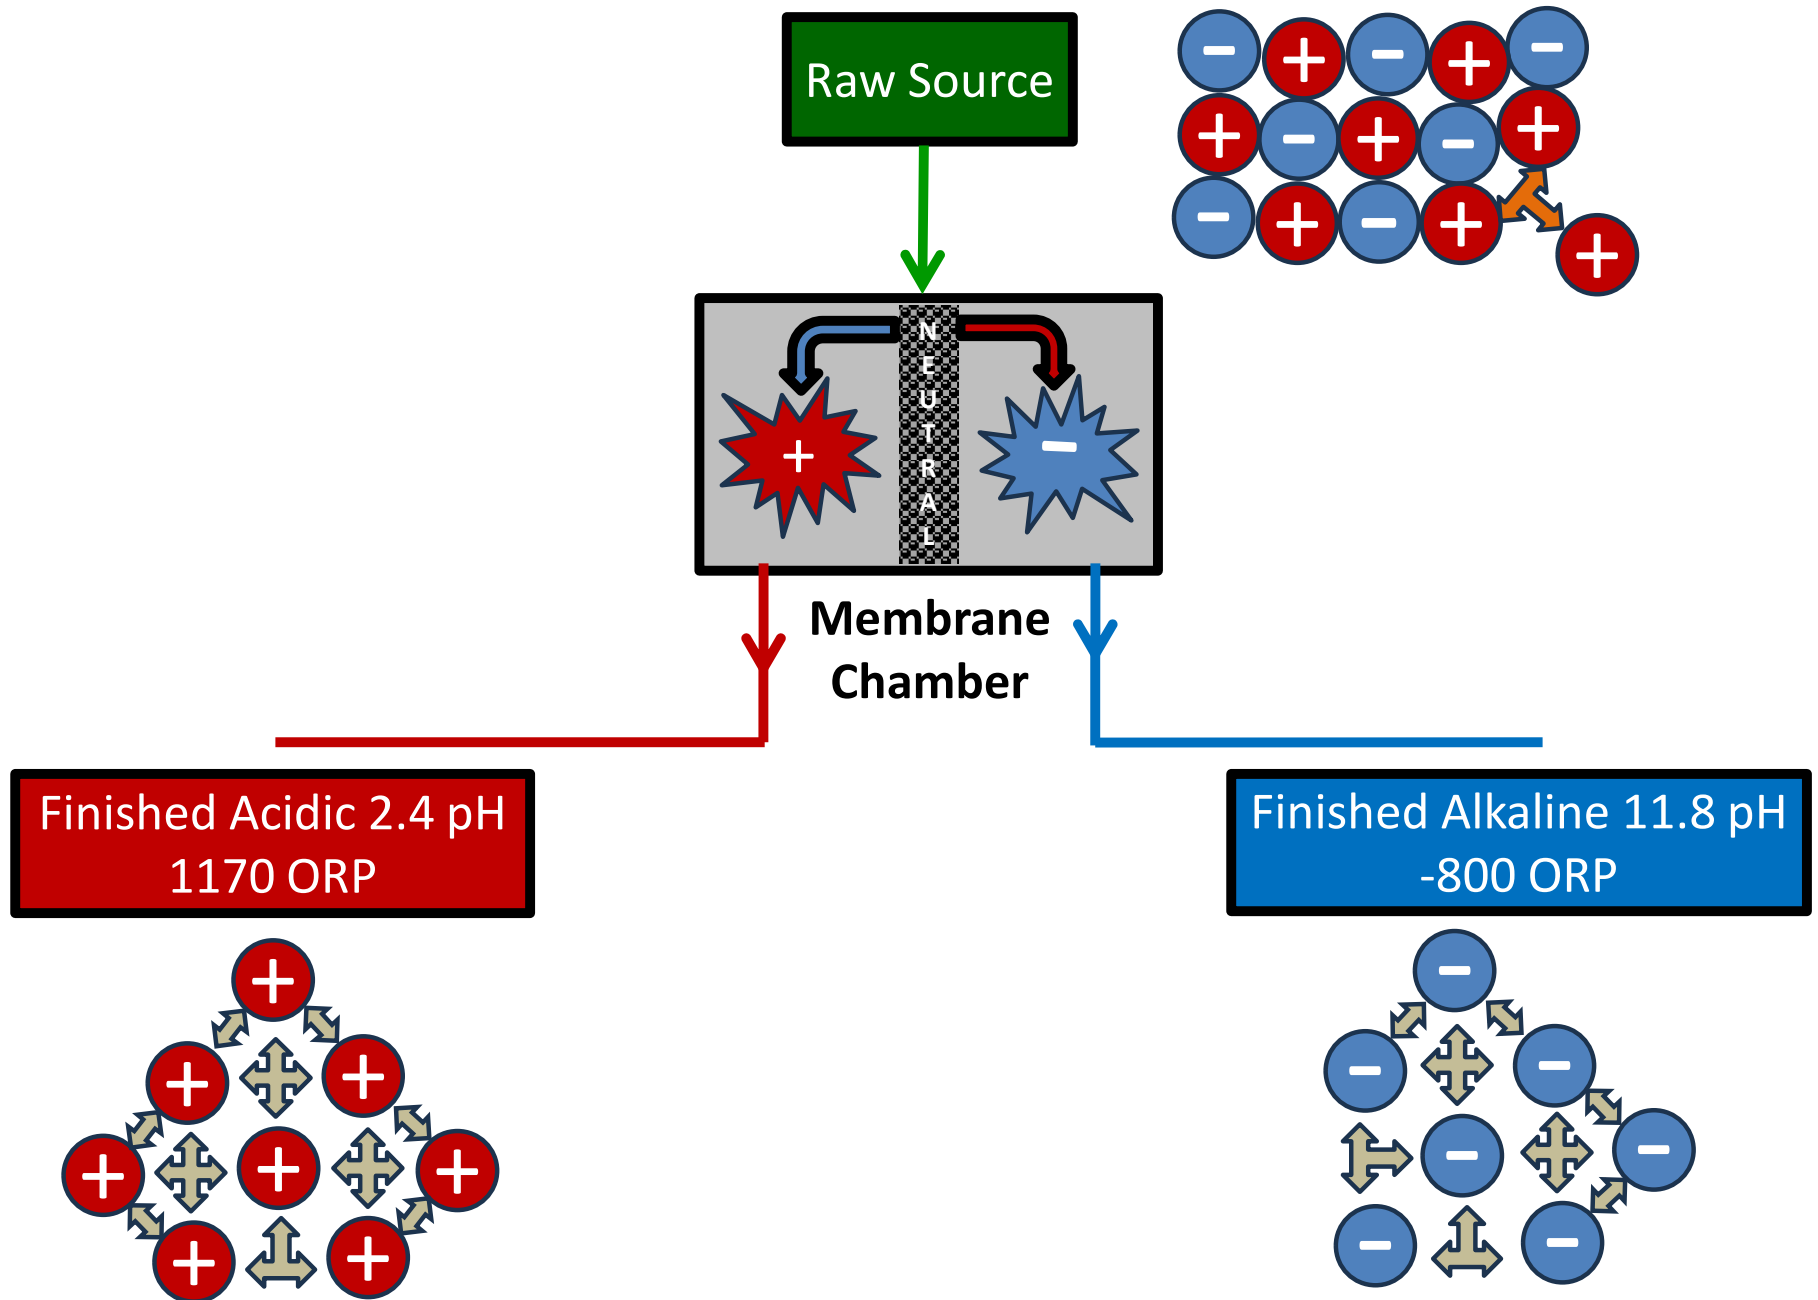 Raw Source
NEUTRAL
Membrane
Chamber
Finished Acidic 2.4 pH
1170 ORP
Finished Alkaline 11.8 pH
-800 ORP